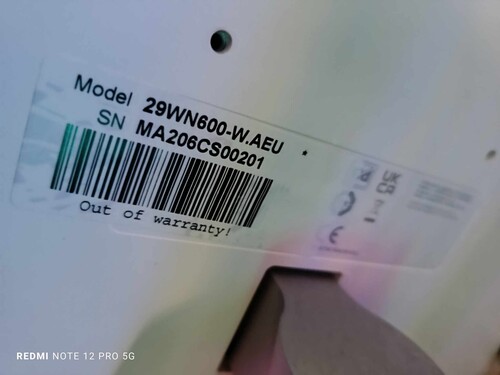 Model 29WN600-W.AEU
SN MA206CS00201
Out of warranty!
REDMI NOTE 12 PRO 5G